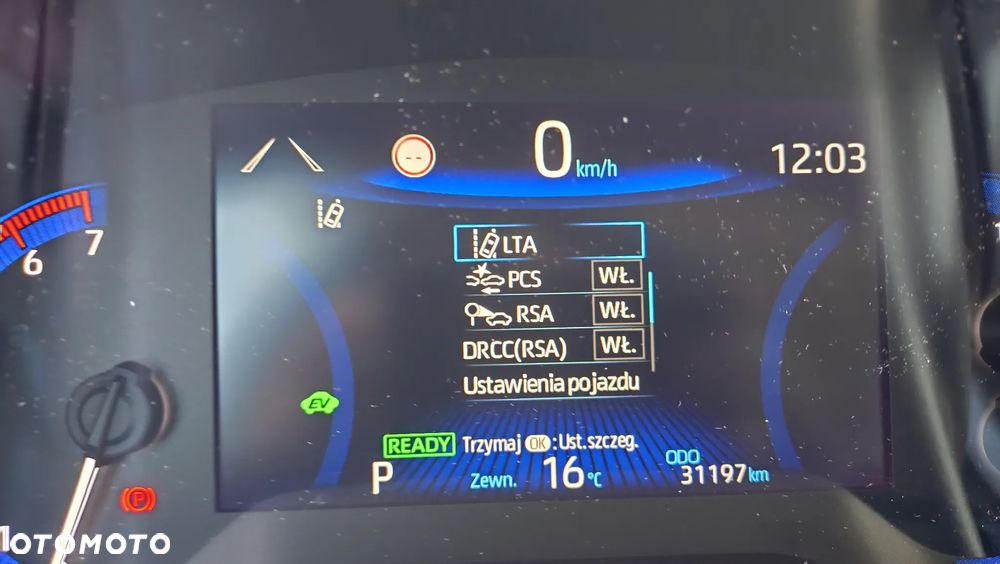 -- 0 km/h 12:03
6 7
LTA
PCS WŁ.
RSA WŁ.
DRCC(RSA) WŁ.
Ustawienia pojazdu
EV
READY Trzymaj OK : Ust. szczeg.
P Zewn. 16 °C ODO 31197 km
(P)
OTOMOTO